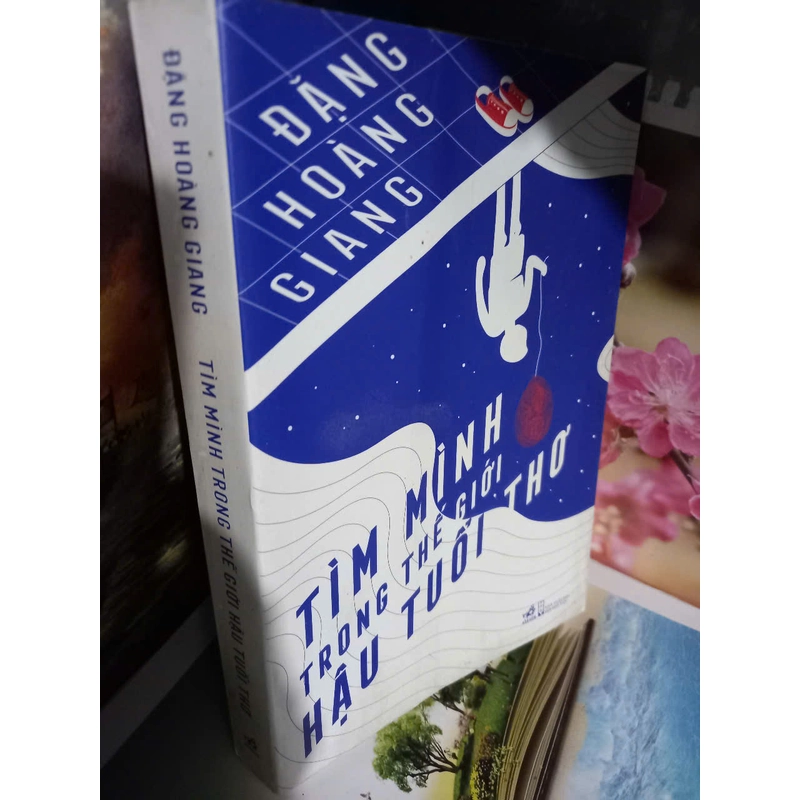 ĐẶNG HOÀNG GIANG TÌM MÌNH TRONG THẾ GIỚI HẬU TUỔI THƠ
ĐẶNG
HOÀNG
GIANG
TÌM MÌNH
TRONG THẾ GIỚI
HẬU TUỔI THƠ